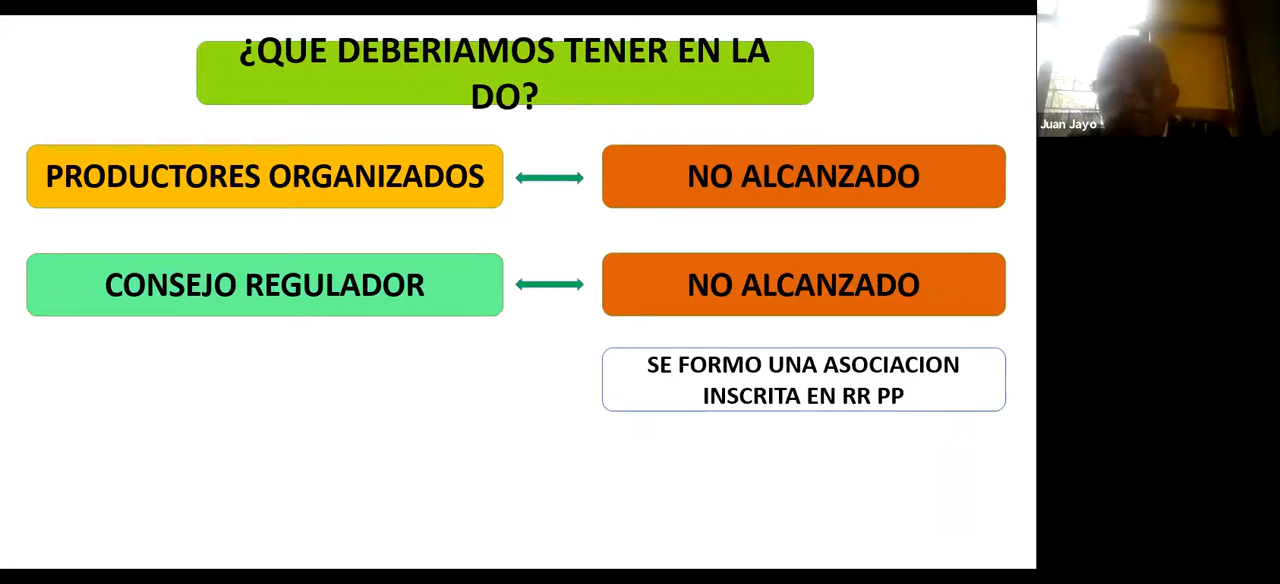 ¿QUE DEBERIAMOS TENER EN LA
DO?
PRODUCTORES ORGANIZADOS
NO ALCANZADO
CONSEJO REGULADOR
NO ALCANZADO
SE FORMO UNA ASOCIACION
INSCRITA EN RR PP
Juan Jayo